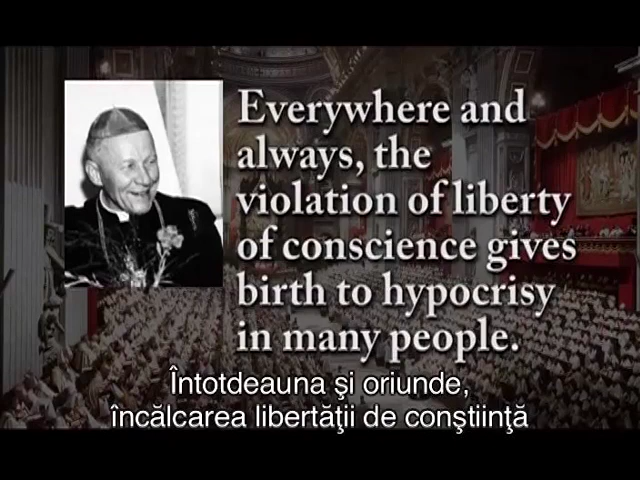 Everywhere and
always, the
violation of liberty
of conscience gives
birth to hypocrisy
in many people.
Întotdeauna şi oriunde,
încălcarea libertăţii de conştiinţă